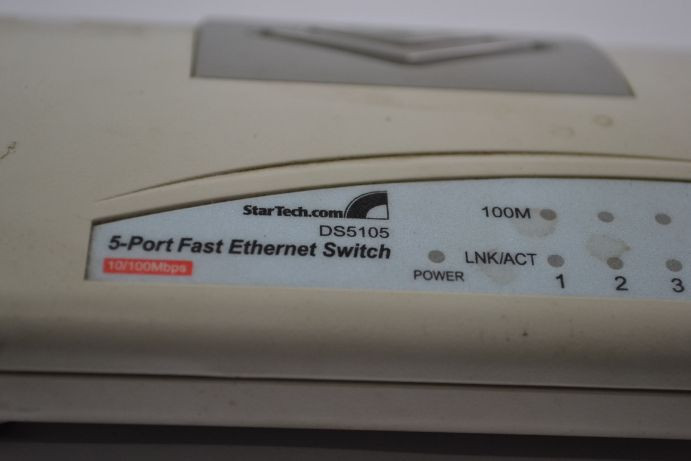 StarTech.com
DS5105
5-Port Fast Ethernet Switch
10/100Mbps
POWER
100M
LNK/ACT
1 2 3